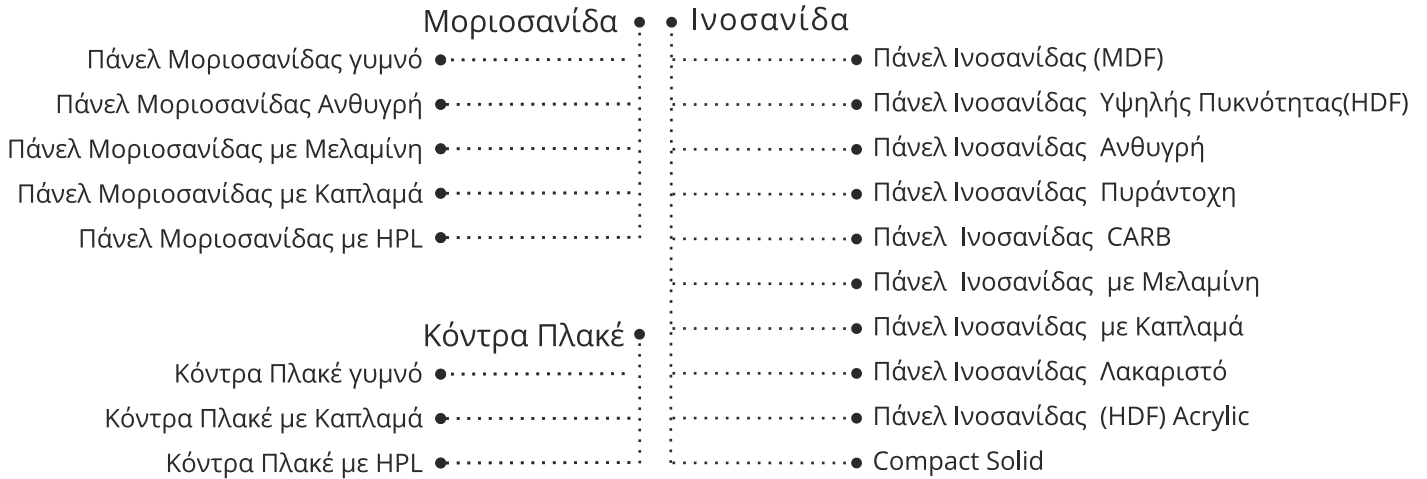 Μοριοσανίδα
Πάνελ Μοριοσανίδας γυμνό
Πάνελ Μοριοσανίδας Ανθυγρή
Πάνελ Μοριοσανίδας με Μελαμίνη
Πάνελ Μοριοσανίδας με Καπλαμά
Πάνελ Μοριοσανίδας με HPL
Κόντρα Πλακέ
Κόντρα Πλακέ γυμνό
Κόντρα Πλακέ με Καπλαμά
Κόντρα Πλακέ με HPL
Ινοσανίδα
Πάνελ Ινοσανίδας (MDF)
Πάνελ Ινοσανίδας Υψηλής Πυκνότητας(HDF)
Πάνελ Ινοσανίδας Ανθυγρή
Πάνελ Ινοσανίδας Πυράντοχη
Πάνελ Ινοσανίδας CARB
Πάνελ Ινοσανίδας με Μελαμίνη
Πάνελ Ινοσανίδας με Καπλαμά
Πάνελ Ινοσανίδας Λακαριστό
Πάνελ Ινοσανίδας (HDF) Acrylic
Compact Solid